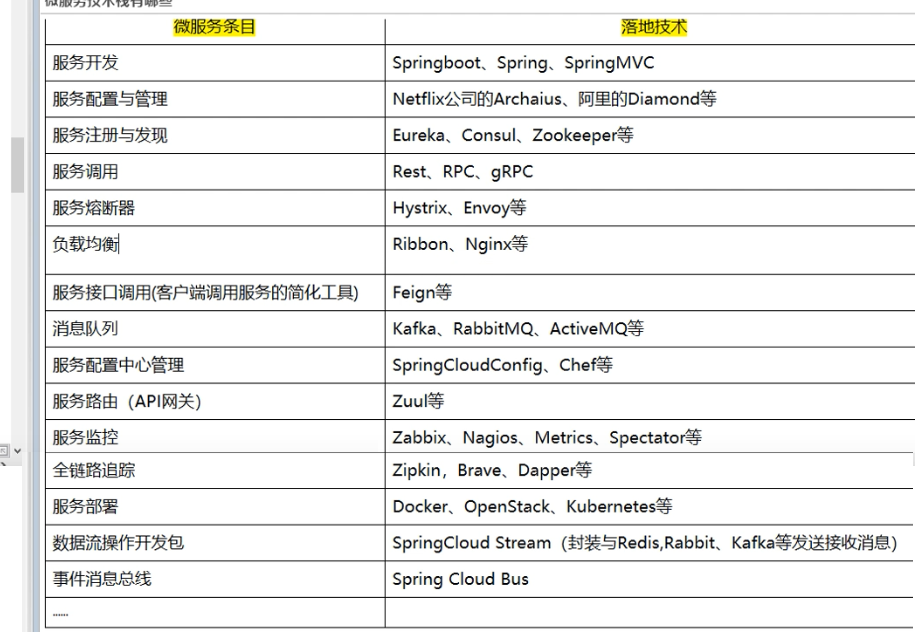 微服务技术栈有哪些
微服务条目 落地技术
服务开发 Springboot、Spring、SpringMVC
服务配置与管理 Netflix公司的Archaius、阿里的Diamond等
服务注册与发现 Eureka、Consul、Zookeeper等
服务调用 Rest、RPC、gRPC
服务熔断器 Hystrix、Envoy等
负载均衡 Ribbon、Nginx等
服务接口调用(客户端调用服务的简化工具) Feign等
消息队列 Kafka、RabbitMQ、ActiveMQ等
服务配置中心管理 SpringCloudConfig、Chef等
服务路由（API网关） Zuul等
服务监控 Zabbix、Nagios、Metrics、Spectator等
全链路追踪 Zipkin，Brave、Dapper等
服务部署 Docker、OpenStack、Kubernetes等
数据流操作开发包 SpringCloud Stream（封装与Redis,Rabbit、Kafka等发送接收消息）
事件消息总线 Spring Cloud Bus
......